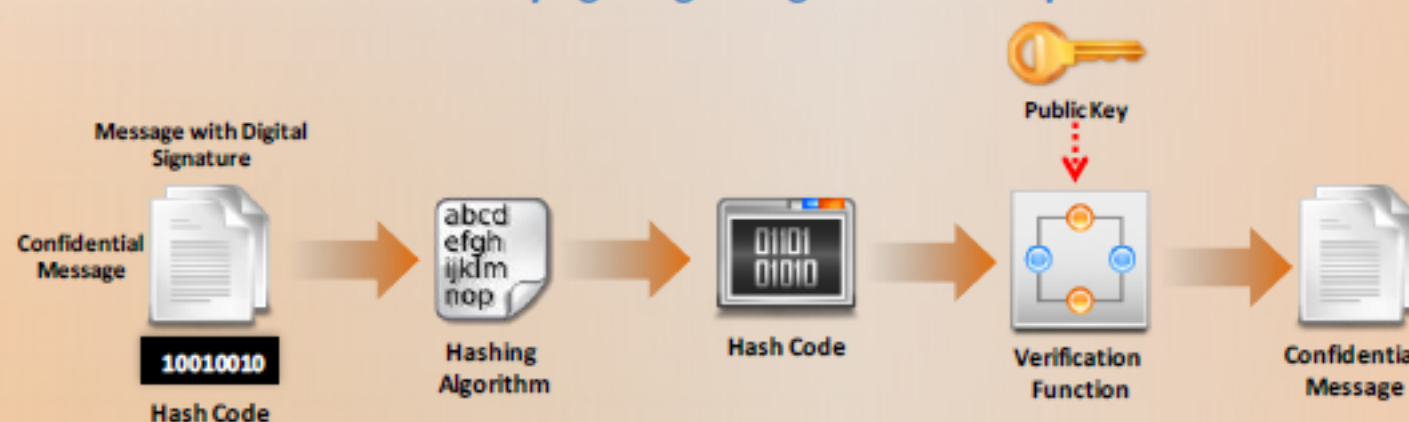 Public Key
Message with Digital
Signature
Confidential
Message
10010010
Hash Code
abcd
efgh
ijklm
nop
Hashing
Algorithm
01101
01010
Hash Code
Verification
Function
Confidentia
Message